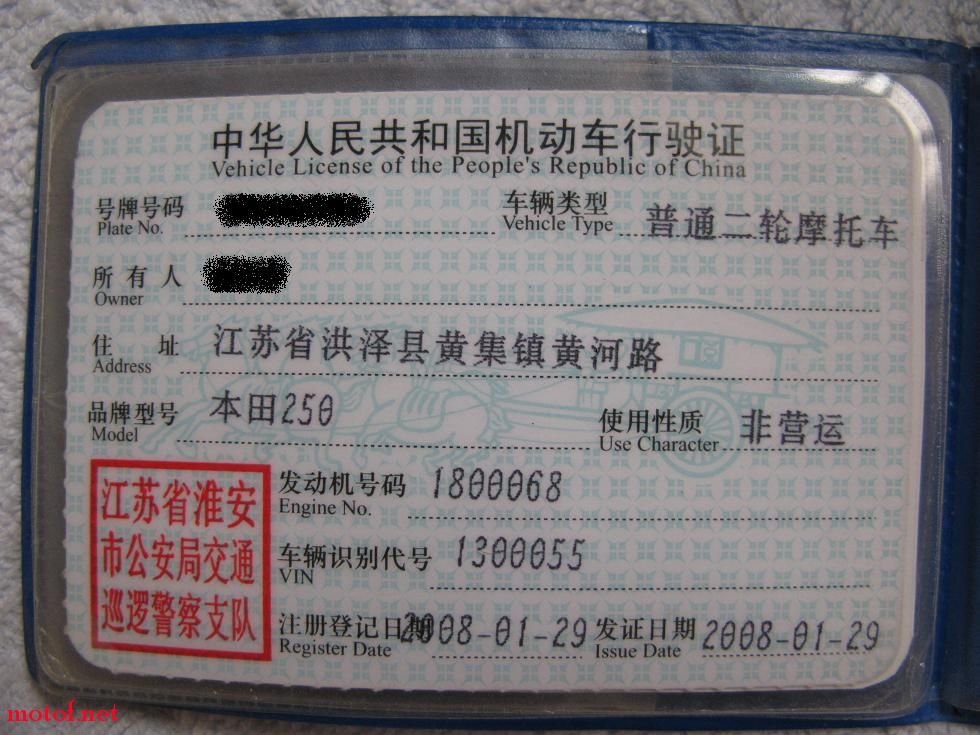 中华人民共和国机动车行驶证
Vehicle License of the People's Republic of China
号牌号码
Plate No.
车辆类型 普通二轮摩托车
Vehicle Type
所有人
Owner
住址 江苏省洪泽县黄集镇黄河路
Address
品牌型号 本田250
Model
使用性质 非营运
Use Character
江苏省淮安
市公安局交通
巡逻警察支队
发动机号码 1800068
Engine No.
车辆识别代号 1300055
VIN
注册登记日期 2008-01-29
Register Date
发证日期 2008-01-29
Issue Date
motof.net